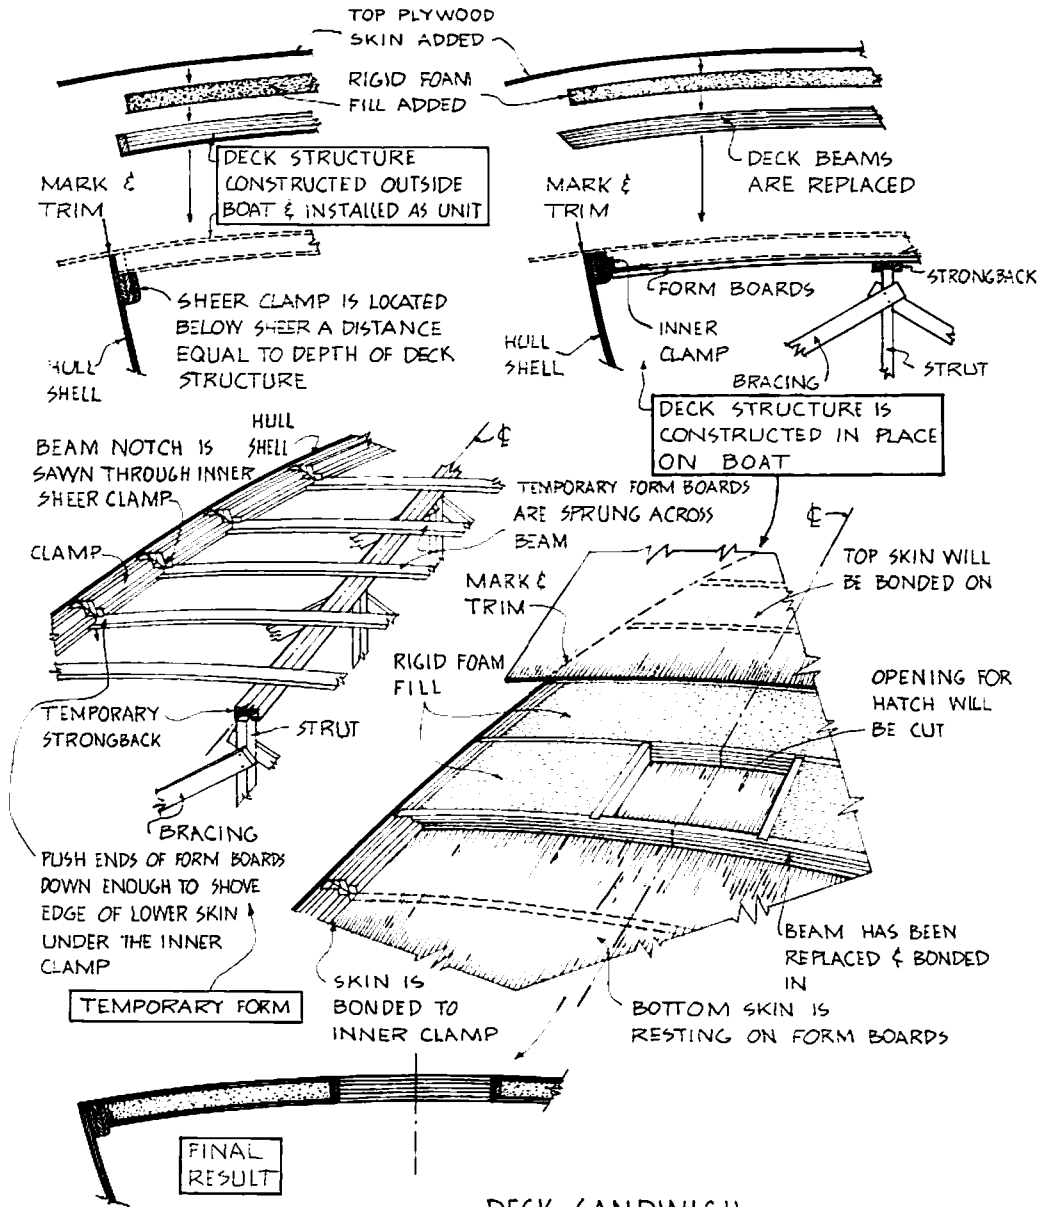 TOP PLYWOOD
SKIN ADDED
RIGID FOAM
FILL ADDED
DECK STRUCTURE
CONSTRUCTED OUTSIDE
BOAT & INSTALLED AS UNIT
MARK &
TRIM
SHEER CLAMP IS LOCATED
BELOW SHEER A DISTANCE
EQUAL TO DEPTH OF DECK
STRUCTURE
HULL
SHELL
DECK BEAMS
ARE REPLACED
MARK &
TRIM
STRONGBACK
FORM BOARDS
INNER
CLAMP
HULL
SHELL
STRUT
BRACING
DECK STRUCTURE IS
CONSTRUCTED IN PLACE
ON BOAT
HULL
SHELL
℄
BEAM NOTCH IS
SAWN THROUGH INNER
SHEER CLAMP
CLAMP
TEMPORARY FORM BOARDS
ARE SPRUNG ACROSS
BEAM
℄
TOP SKIN WILL
BE BONDED ON
MARK &
TRIM
RIGID FOAM
FILL
OPENING FOR
HATCH WILL
BE CUT
TEMPORARY
STRONGBACK
STRUT
BRACING
PUSH ENDS OF FORM BOARDS
DOWN ENOUGH TO SHOVE
EDGE OF LOWER SKIN
UNDER THE INNER
CLAMP
TEMPORARY FORM
SKIN IS
BONDED TO
INNER CLAMP
BEAM HAS BEEN
REPLACED & BONDED
IN
BOTTOM SKIN IS
RESTING ON FORM BOARDS
FINAL
RESULT
DECK SANDWICH